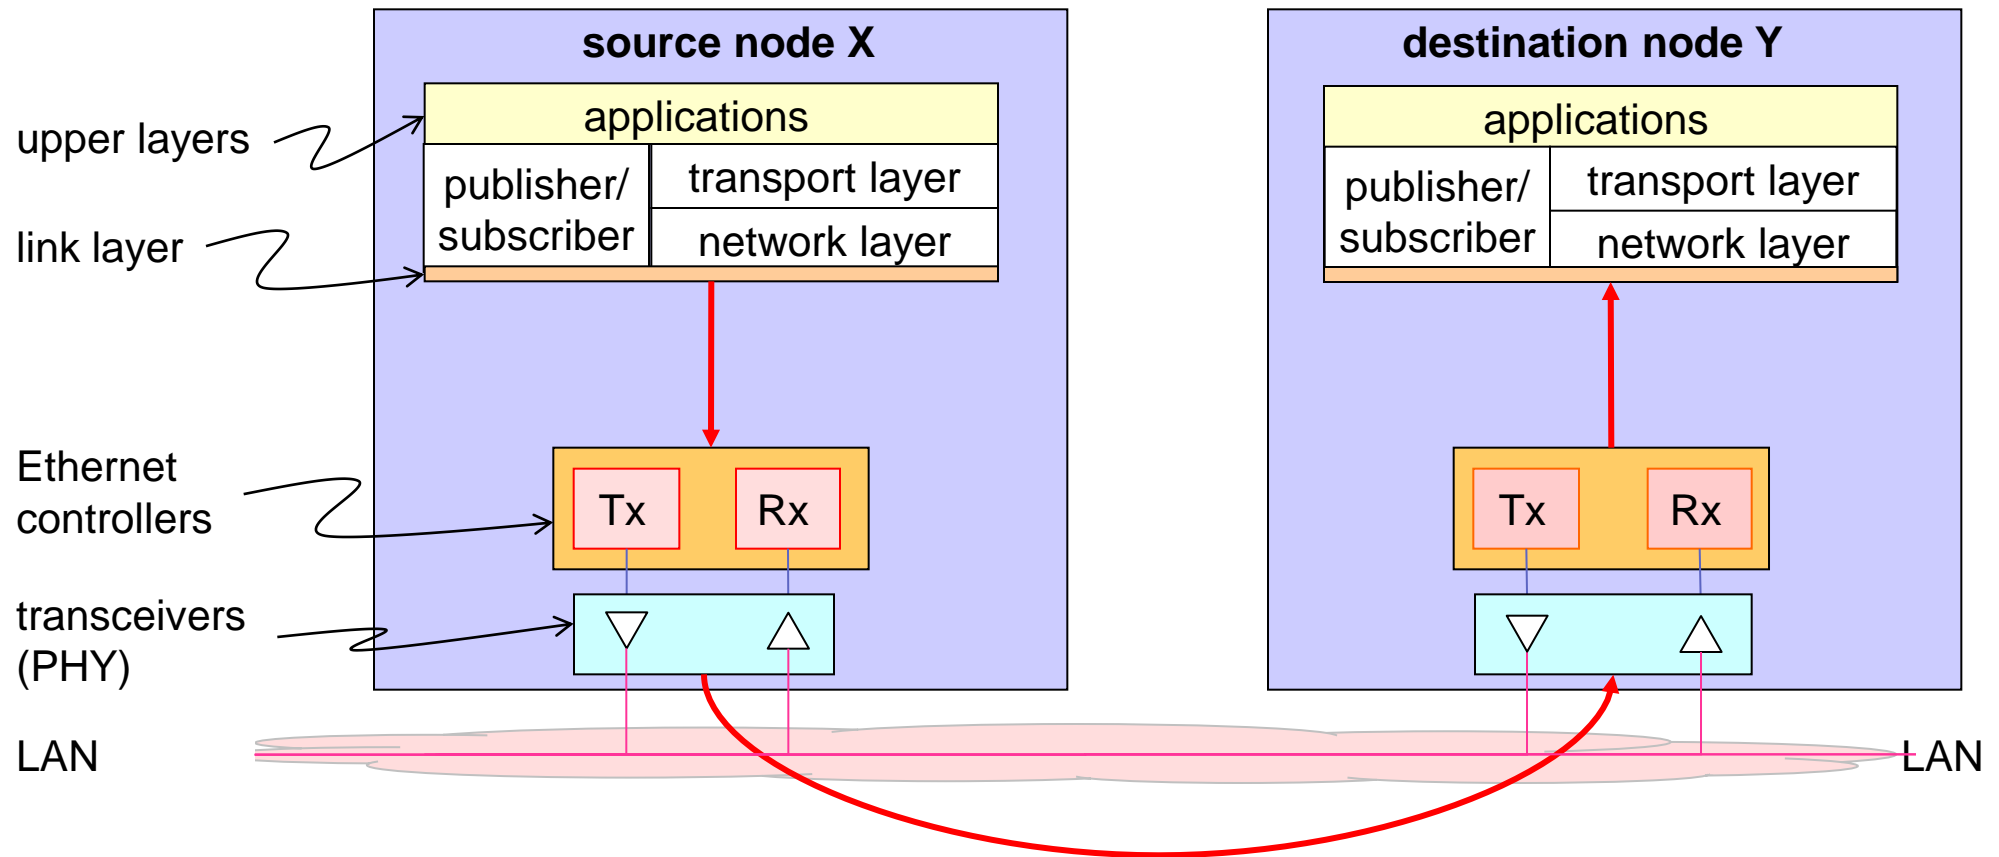 source node X
destination node Y
upper layers
applications
applications
publisher/
subscriber
transport layer
network layer
publisher/
subscriber
transport layer
network layer
link layer
Ethernet
controllers
Tx
Rx
Tx
Rx
transceivers
(PHY)
LAN
LAN